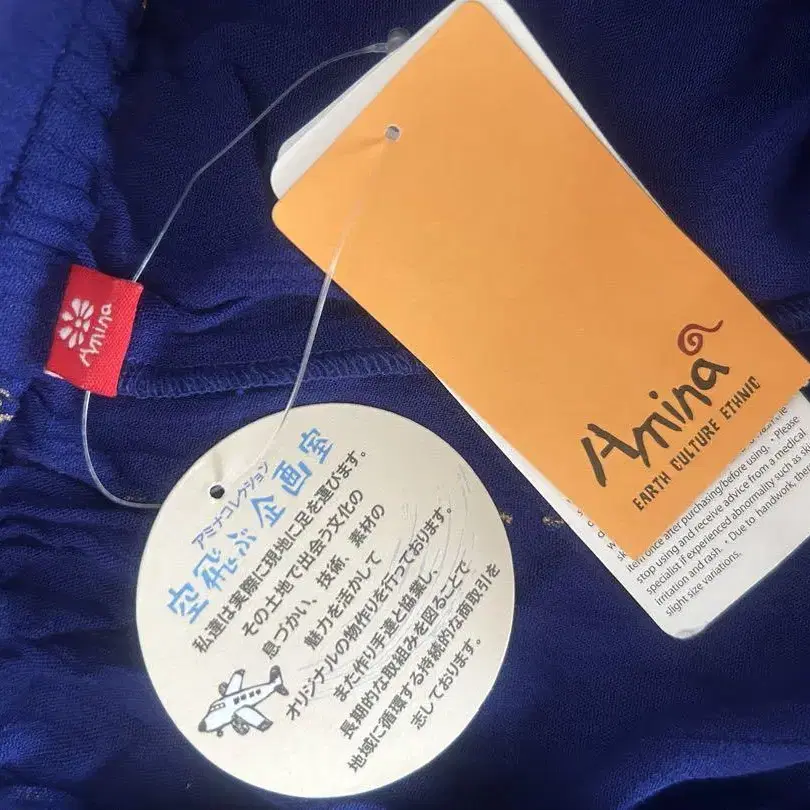 Amina
アミナコレクション
空飛ぶ企画室
私達は実際に現地に足を運びます。
その土地で出会う文化の
息づかい、技術、素材の
魅力を活かして
オリジナルの物作りを行っております。
また作り手達と協業し、
長期的な取組みを図ることで
地域に循環する持続的な商取引を
志しております。
Amina
EARTH CULTURE ETHNIC
item once after purchasing/before using. • Please
stop using and receive advice from a medical
specialist if experienced abnormality such as
irritation and rash. • Due to handwork,
slight size variations.